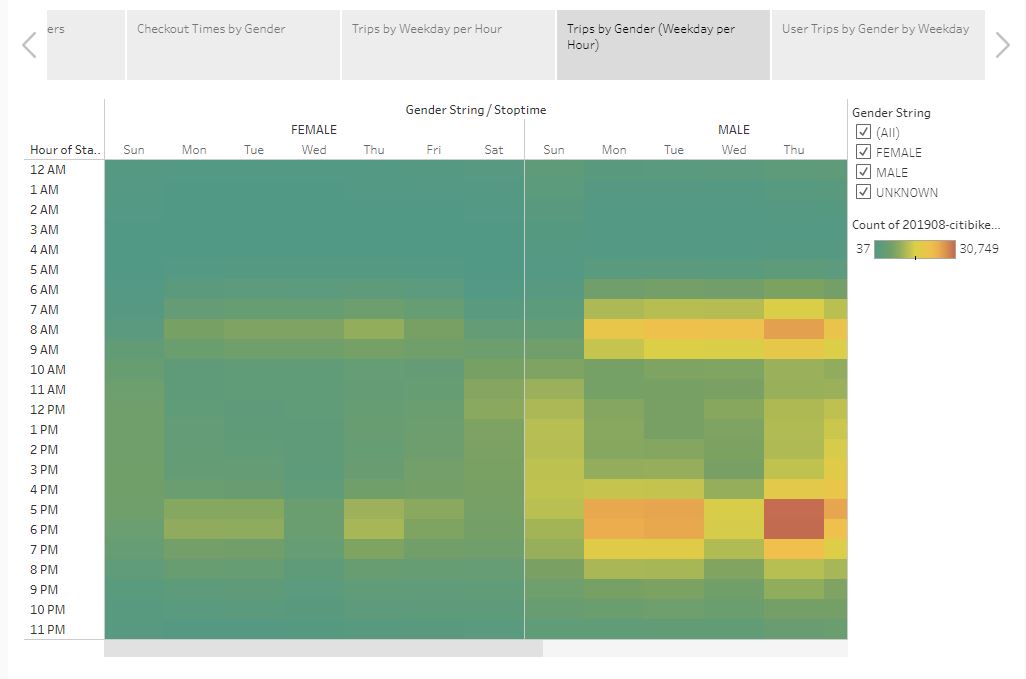 ers
Checkout Times by Gender
Trips by Weekday per Hour
Trips by Gender (Weekday per
Hour)
User Trips by Gender by Weekday
Gender String / Stoptime
FEMALE MALE
Hour of Sta.. Sun Mon Tue Wed Thu Fri Sat Sun Mon Tue Wed Thu
12 AM
1 AM
2 AM
3 AM
4 AM
5 AM
6 AM
7 AM
8 AM
9 AM
10 AM
11 AM
12 PM
1 PM
2 PM
3 PM
4 PM
5 PM
6 PM
7 PM
8 PM
9 PM
10 PM
11 PM
Gender String
(All)
FEMALE
MALE
UNKNOWN
Count of 201908-citibike...
37 30,749